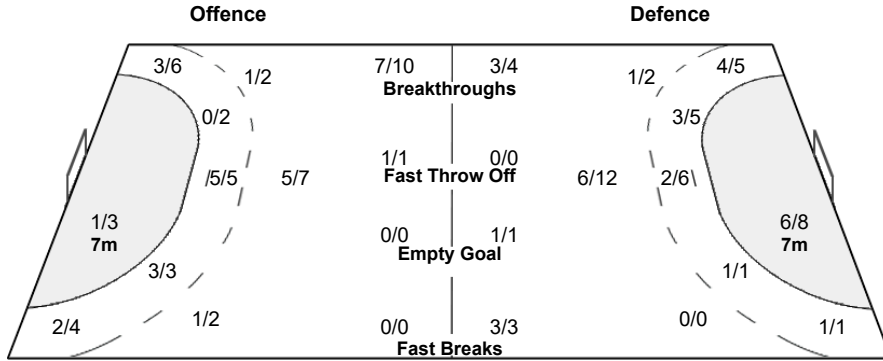 Offence Defence
3/6 1/2 7/10 3/4 1/2 4/5
Breakthroughs
0/2 3/5
1/1 0/0
5/5 5/7 Fast Throw Off 6/12 2/6
1/3 6/8
7m 7m
0/0 1/1
Empty Goal
3/3 1/1
2/4 1/2 0/0 3/3 0/0 1/1
Fast Breaks